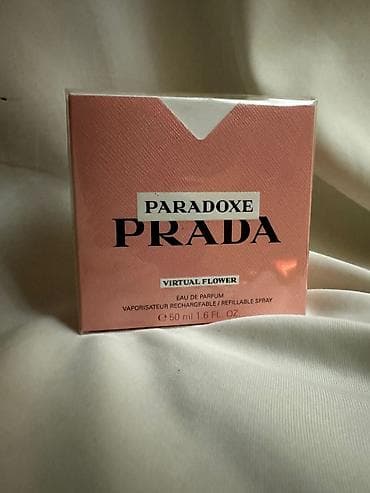 PARADOXE
PRADA
VIRTUAL FLOWER
EAU DE PARFUM
VAPORISATEUR RECHARGEABLE / REFILLABLE SPRAY
℮ 50 ml 1.6 FL. OZ